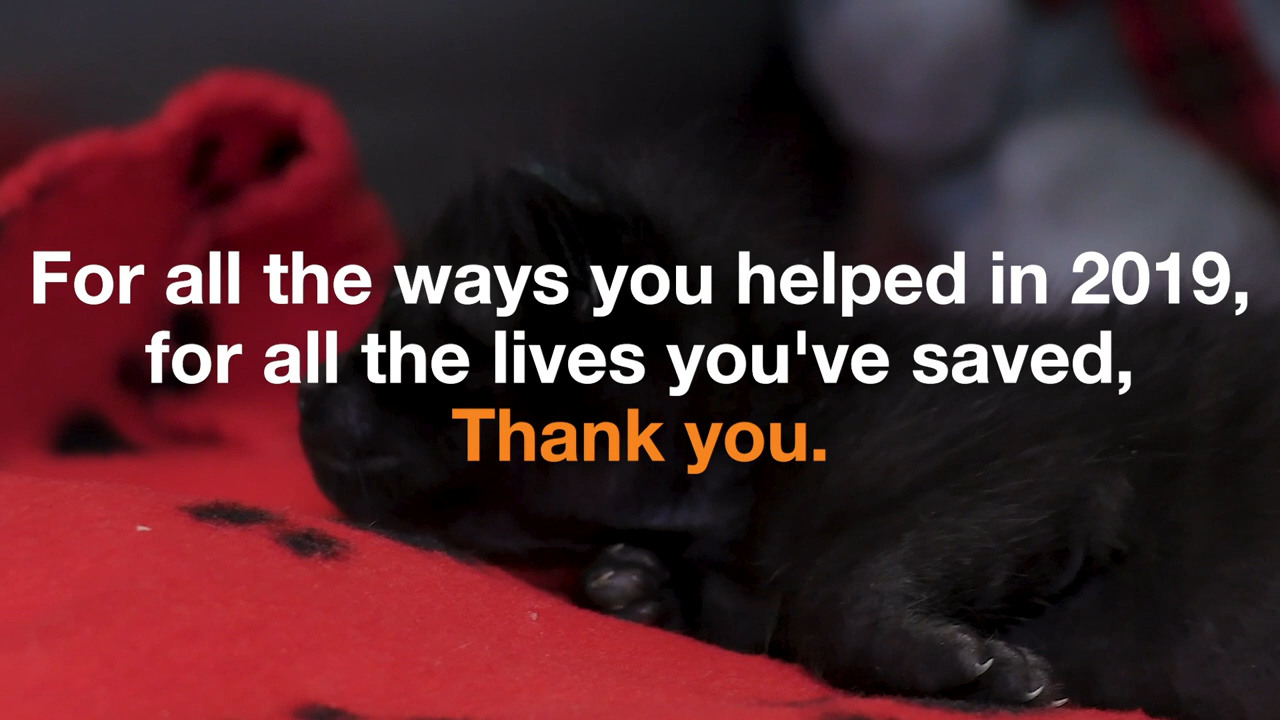 For all the ways you helped in 2019,
for all the lives you've saved,
Thank you.